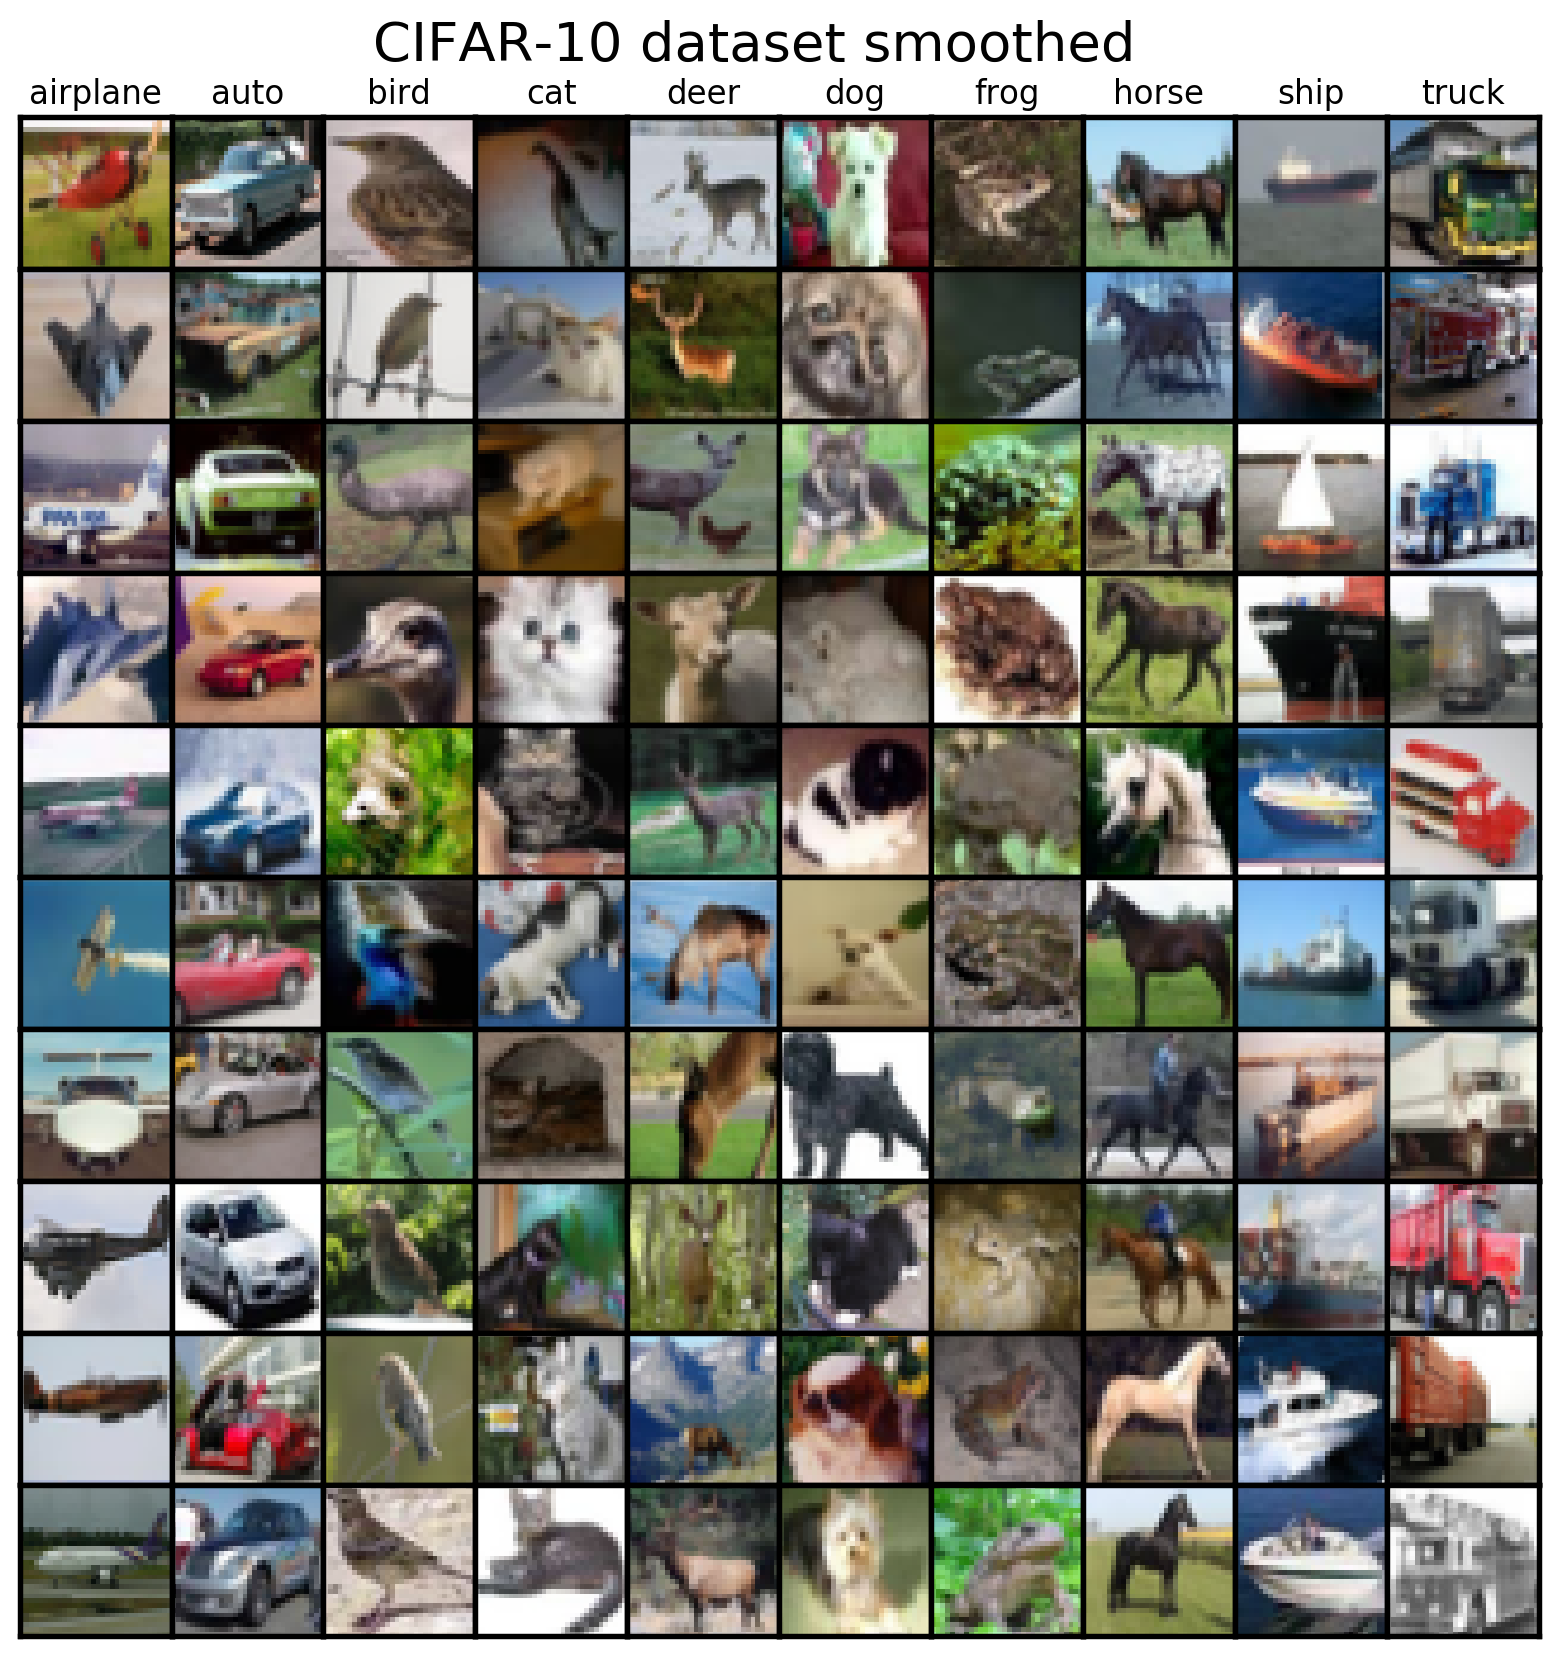 CIFAR-10 dataset smoothed
airplane auto bird cat deer dog frog horse ship truck